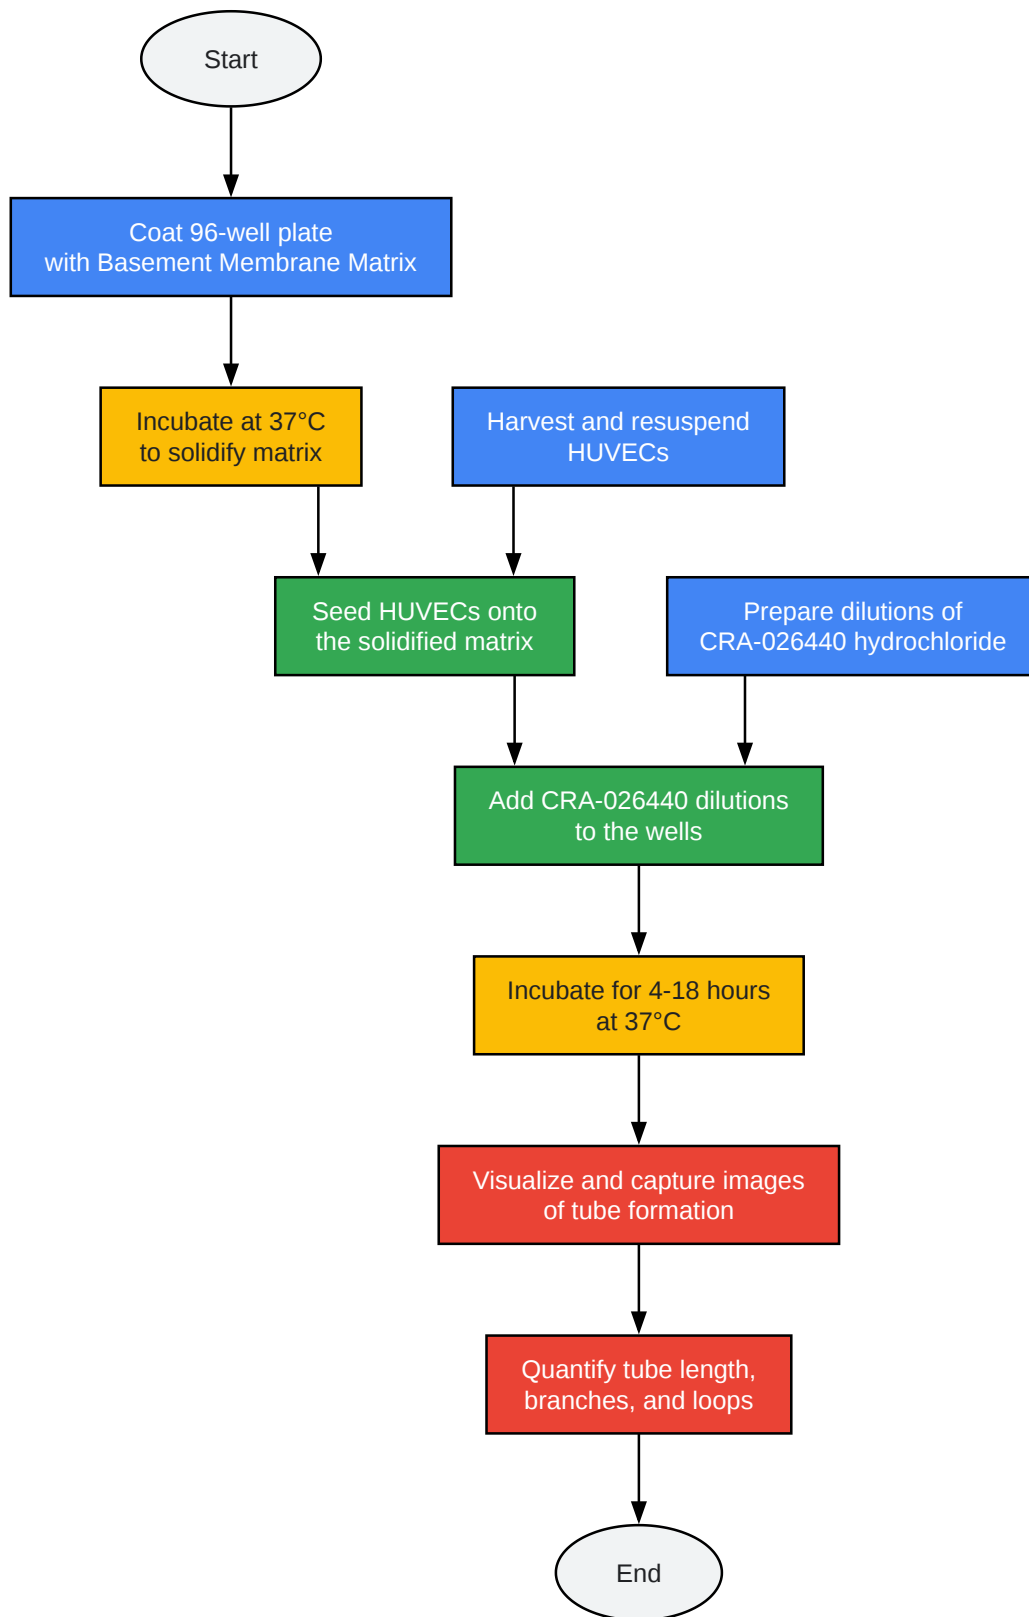 Start
Coat 96-well plate
with Basement Membrane Matrix
Incubate at 37°C
to solidify matrix
Harvest and resuspend
HUVECs
Seed HUVECs onto
the solidified matrix
Prepare dilutions of
CRA-026440 hydrochloride
Add CRA-026440 dilutions
to the wells
Incubate for 4-18 hours
at 37°C
Visualize and capture images
of tube formation
Quantify tube length,
branches, and loops
End